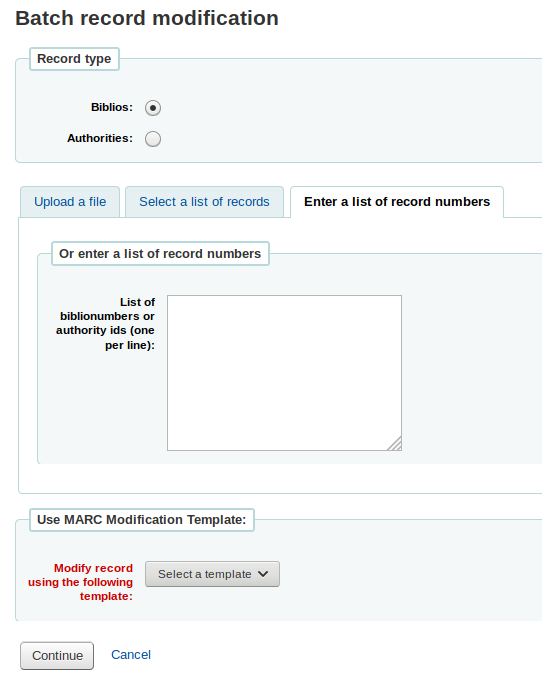 Batch record modification
Record type
Biblios:
Authorities:
Upload a file
Select a list of records
Enter a list of record numbers
Or enter a list of record numbers
List of
biblionumbers or
authority ids (one
per line):
Use MARC Modification Template:
Modify record
using the following
template:
Select a template
Continue
Cancel